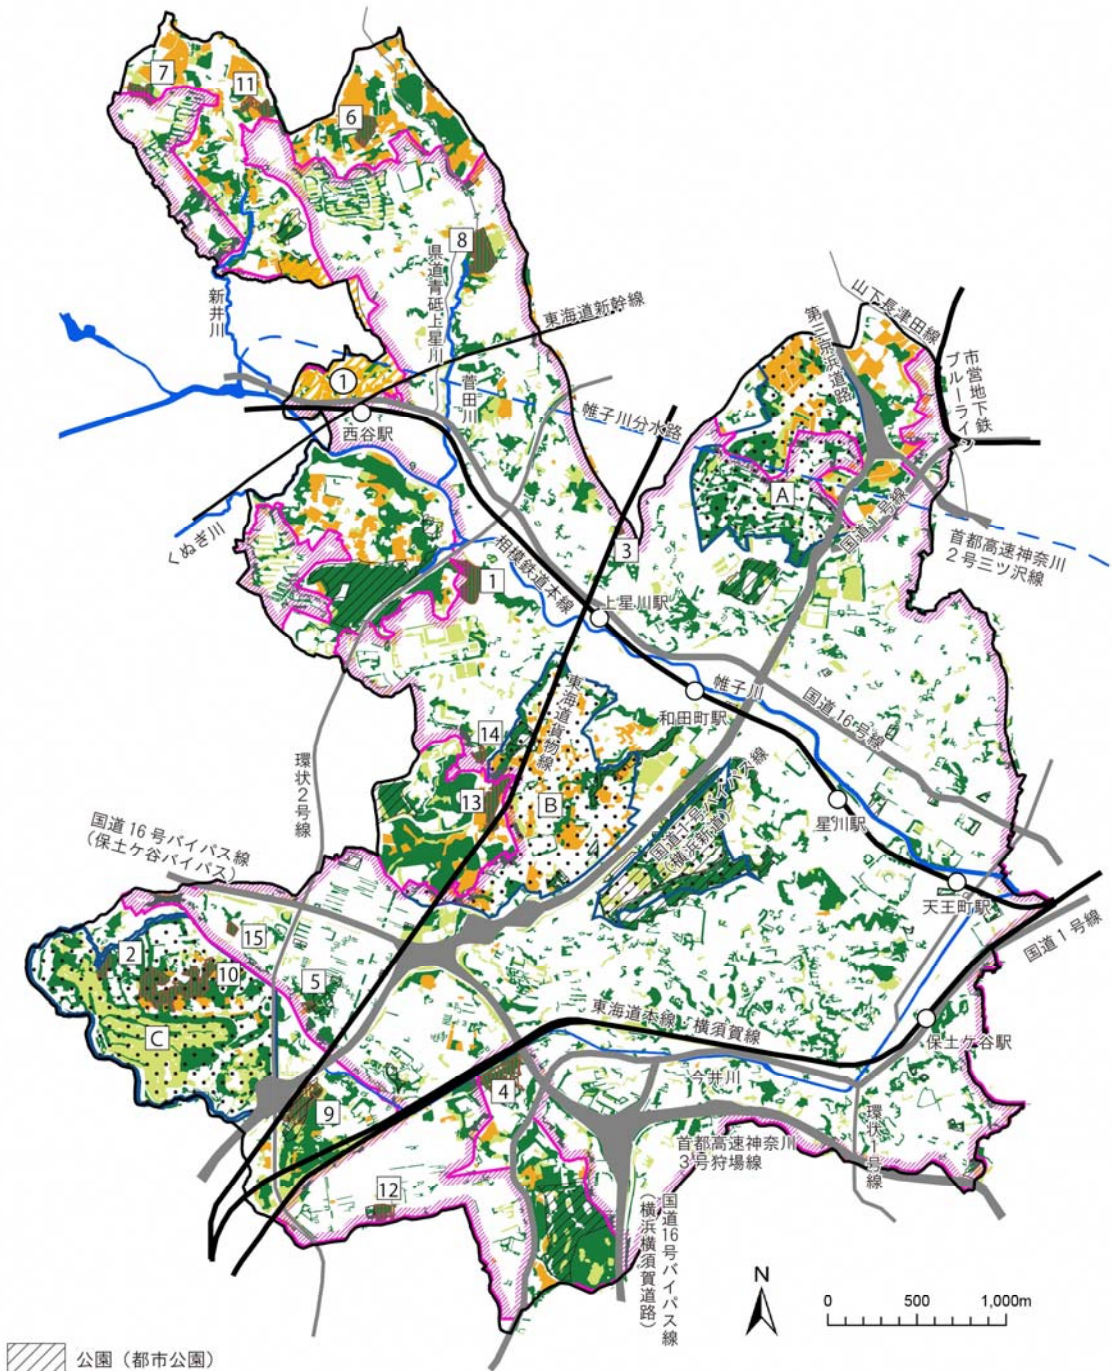 7
11
6
8
新井川
県道青砥上星川
東海道新幹線
菅田川
1
西谷駅
帷子川分水路
山下長津田線
第三京浜道路
市営地下鉄
ブルーライン
A
国道1号線
首都高速神奈川
2号三ツ沢線
くぬぎ川
3
1
相模鉄道本線
上星川駅
帷子川
和田町駅
国道16号線
東海道貨物線
14
13
B
環状2号線
国道16号バイパス線
(保土ケ谷バイパス)
国道1号バイパス線
(横浜新道)
星川駅
天王町駅
国道1号線
2
15
10
5
C
東海道本線・横須賀線
保土ケ谷駅
今井川
4
9
12
首都高速神奈川
3号狩場線
環状1号線
国道16号バイパス線
(横浜横須賀道路)
N
0 500 1,000m
公園(都市公園)